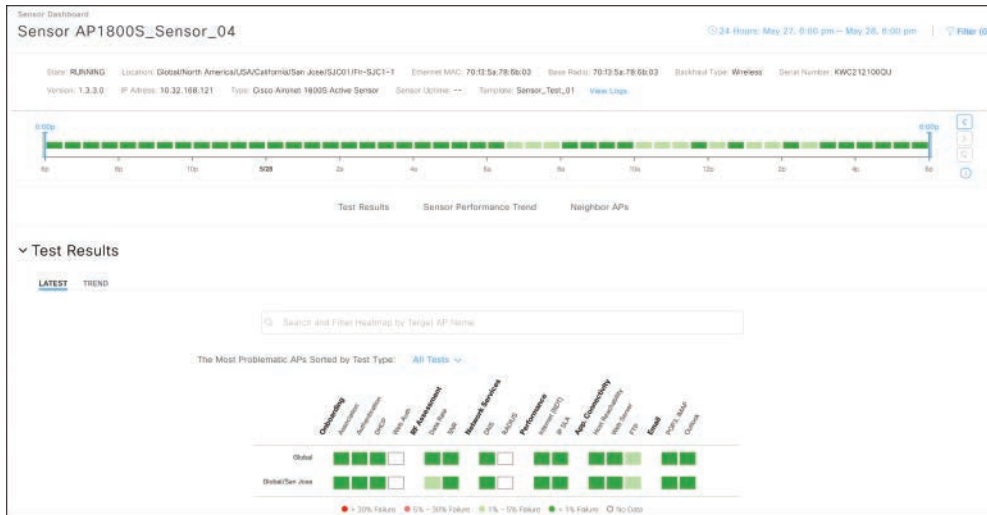 Sensor Dashboard
Sensor AP1800S_Sensor_04
24 Hours: May 27, 6:00 pm – May 28, 6:00 pm
Filter (0
State: RUNNING Location: Global/North America/USA/California/San Jose/SJC01/Flr-SJC1-1 Ethernet MAC: 70:f3:5a:78:6b:03 Base Radio: 70:f3:5a:78:6b:03 Backhaul Type: Wireless Serial Number: KWC212100QU
Version: 1.3.3.0 IP Adress: 10.32.168.121 Type: Cisco Aironet 1800S Active Sensor Sensor Uptime: -- Template: Sensor_Test_01 View Logs
6:00p 6:00p
6p 8p 10p 5/28 2a 4a 6a 8a 10a 12p 2p 4p 6p
Test Results Sensor Performance Trend Neighbor APs
Test Results
LATEST TREND
Search and Filter Heatmap by Target AP Name
The Most Problematic APs Sorted by Test Type: All Tests
Onboarding Association Authentication DHCP Web Auth RF Assessment Data Rate SNR Network Services DNS RADIUS Performance Internet (NDT) IP SLA App. Connectivity Host Reachability Web Server FTP Email POP3, IMAP Outlook
Global
Global/San Jose
> 30% Failure 5% - 30% Failure 1% - 5% Failure < 1% Failure No Data